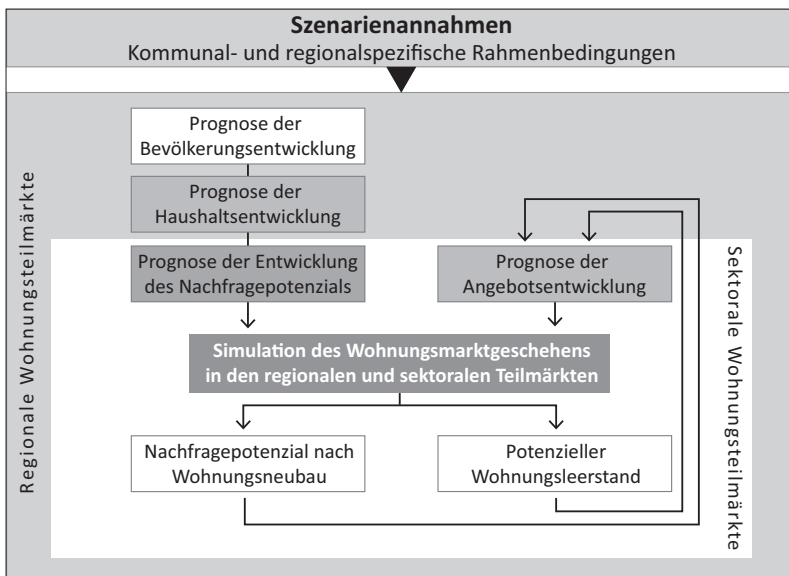 Szenarienannahmen
Kommunal- und regionalspezifische Rahmenbedingungen
Regionale Wohnungsteilmärkte
Prognose der
Bevölkerungsentwicklung
Prognose der
Haushaltsentwicklung
Prognose der Entwicklung
des Nachfragepotenzials
Prognose der
Angebotsentwicklung
Simulation des Wohnungsmarktgeschehens
in den regionalen und sektoralen Teilmärkten
Nachfragepotenzial nach
Wohnungsneubau
Potenzieller
Wohnungsleerstand
Sektorale Wohnungsteilmärkte